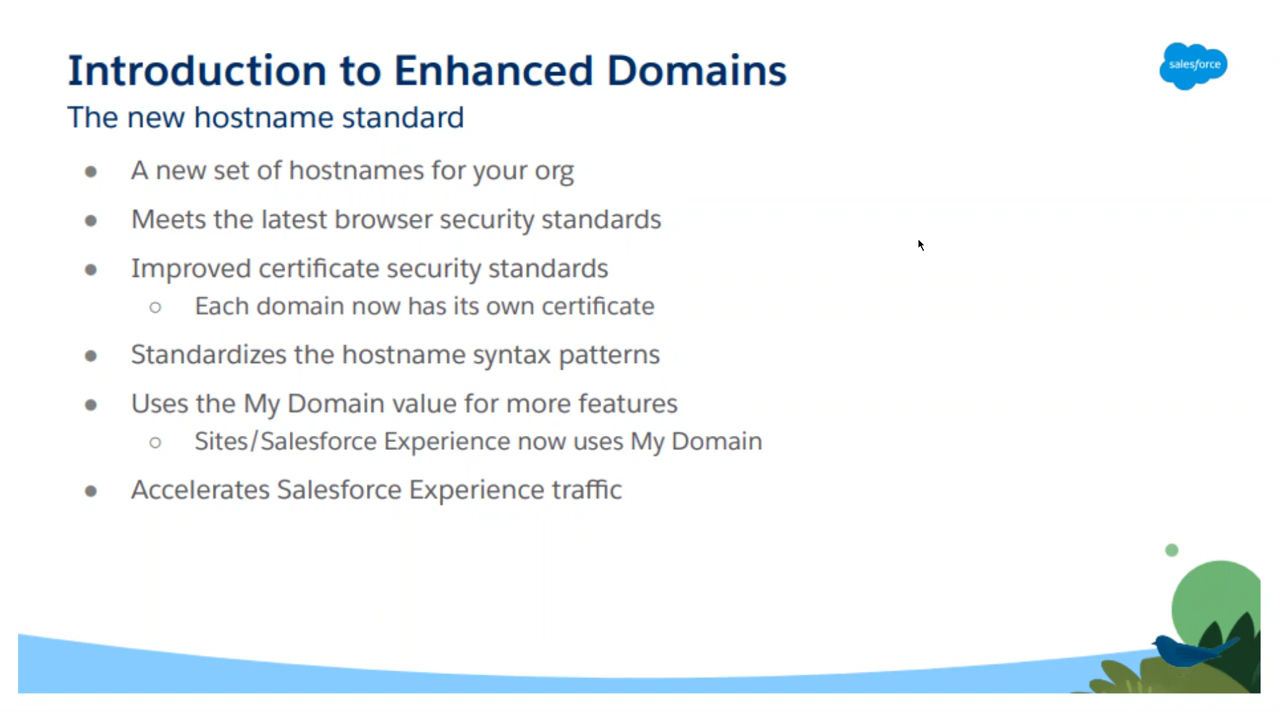 Introduction to Enhanced Domains
salesforce
The new hostname standard
● A new set of hostnames for your org
● Meets the latest browser security standards
● Improved certificate security standards
○ Each domain now has its own certificate
● Standardizes the hostname syntax patterns
● Uses the My Domain value for more features
○ Sites/Salesforce Experience now uses My Domain
● Accelerates Salesforce Experience traffic